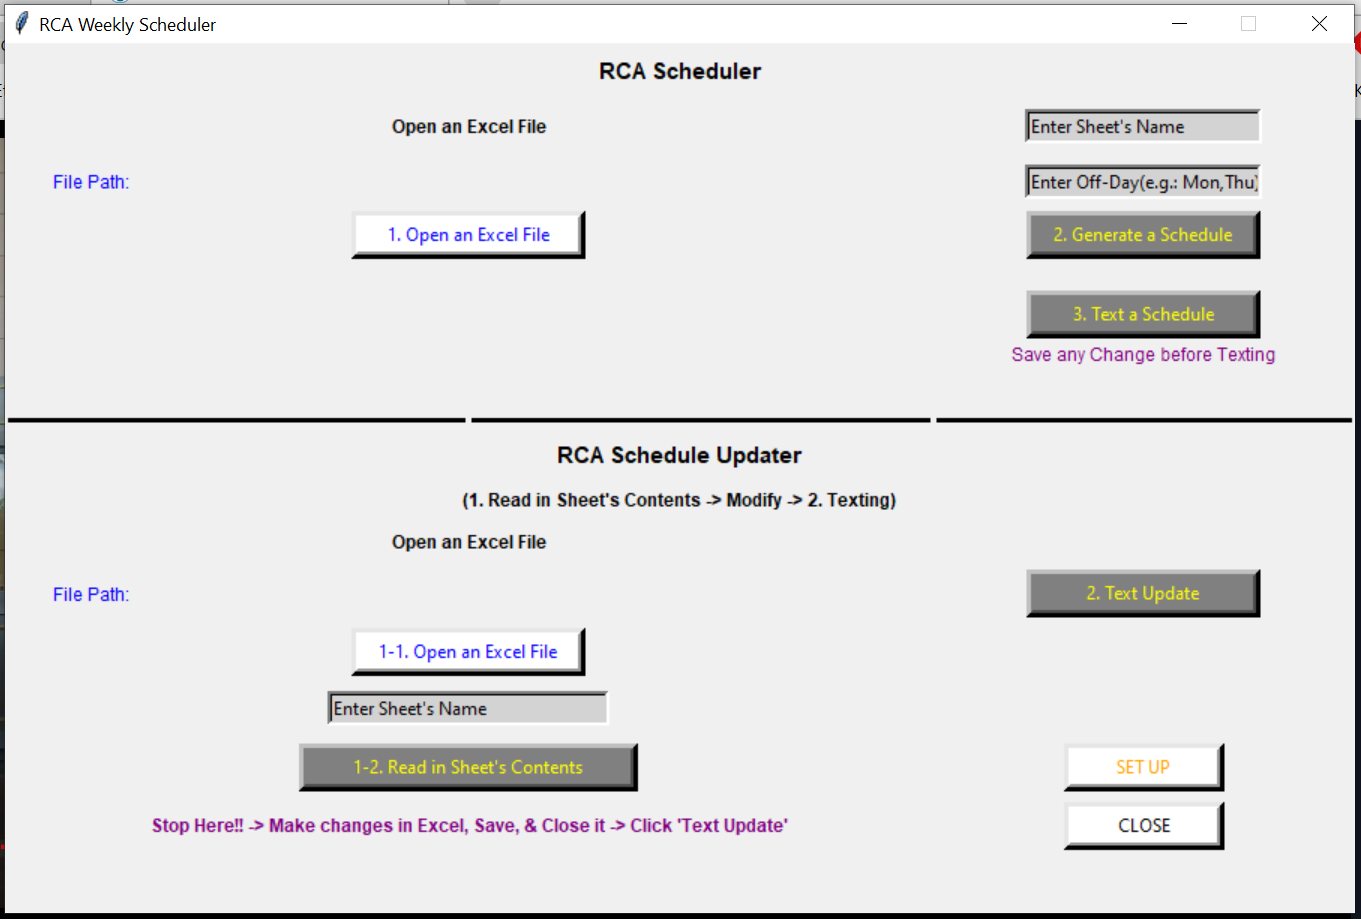 RCA Weekly Scheduler
RCA Scheduler
Open an Excel File
Enter Sheet's Name
File Path:
Enter Off-Day(e.g.: Mon,Thu)
1. Open an Excel File
2. Generate a Schedule
3. Text a Schedule
Save any Change before Texting
RCA Schedule Updater
(1. Read in Sheet's Contents -> Modify -> 2. Texting)
Open an Excel File
File Path:
2. Text Update
1-1. Open an Excel File
Enter Sheet's Name
1-2. Read in Sheet's Contents
SET UP
Stop Here!! -> Make changes in Excel, Save, & Close it -> Click 'Text Update'
CLOSE